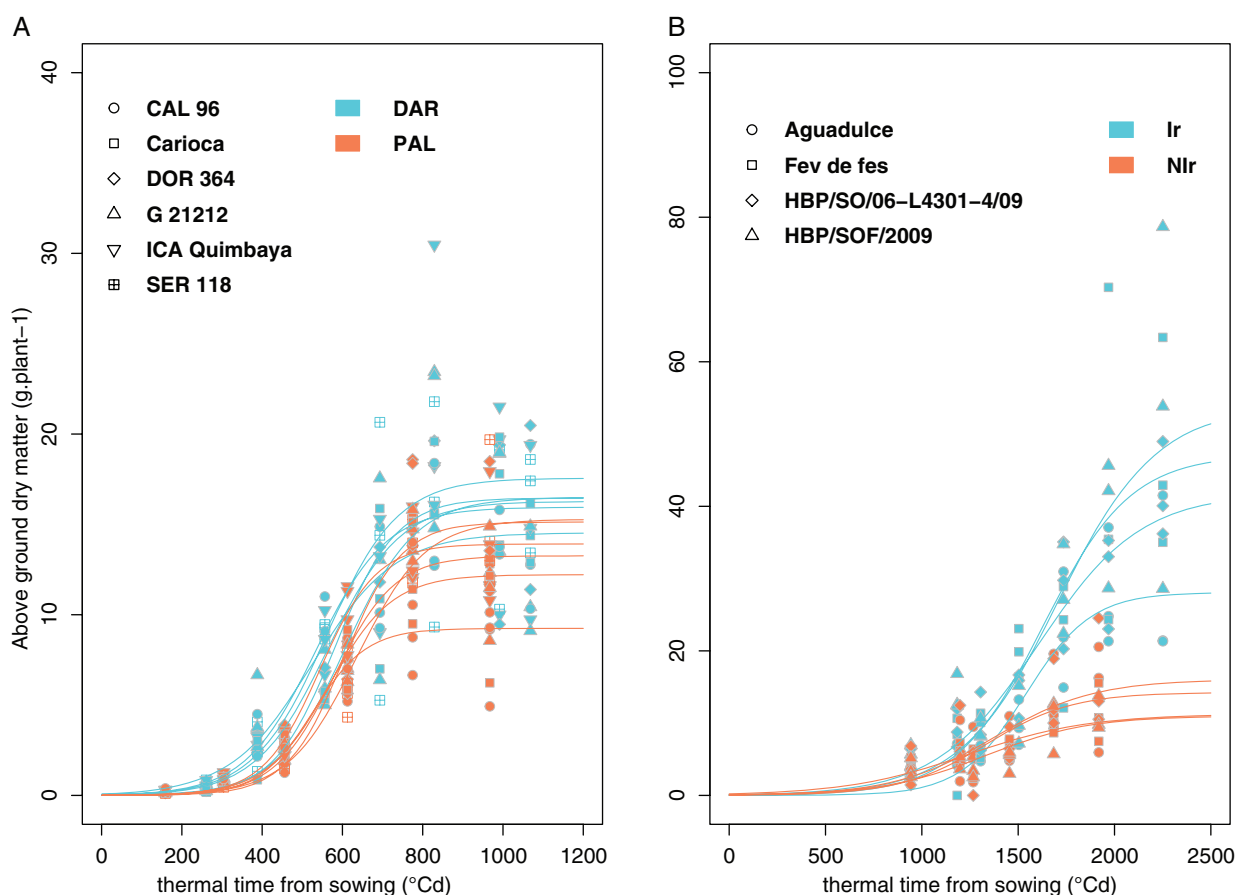 A
Above ground dry matter (g.plant−1)
40
30
20
10
0
CAL 96
Carioca
DOR 364
G 21212
ICA Quimbaya
SER 118
DAR
PAL
0 200 400 600 800 1000 1200
thermal time from sowing (°Cd)
B
100
80
60
40
20
0
Aguadulce
Fev de fes
HBP/SO/06−L4301−4/09
HBP/SOF/2009
Ir
NIr
0 500 1000 1500 2000 2500
thermal time from sowing (°Cd)